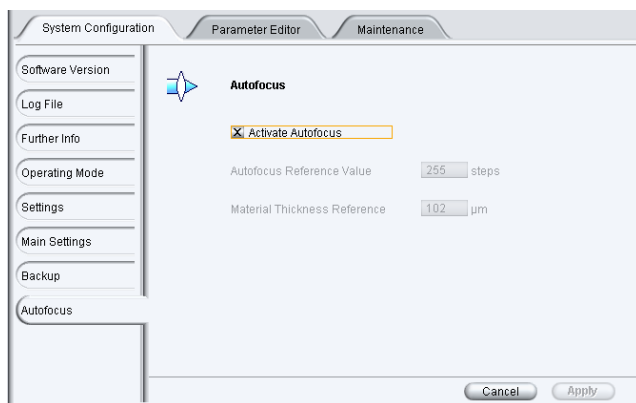 System Configuration
Parameter Editor
Maintenance
Software Version
Log File
Further Info
Operating Mode
Settings
Main Settings
Backup
Autofocus
Autofocus
Activate Autofocus
Autofocus Reference Value 255 steps
Material Thickness Reference 102 µm
Cancel
Apply